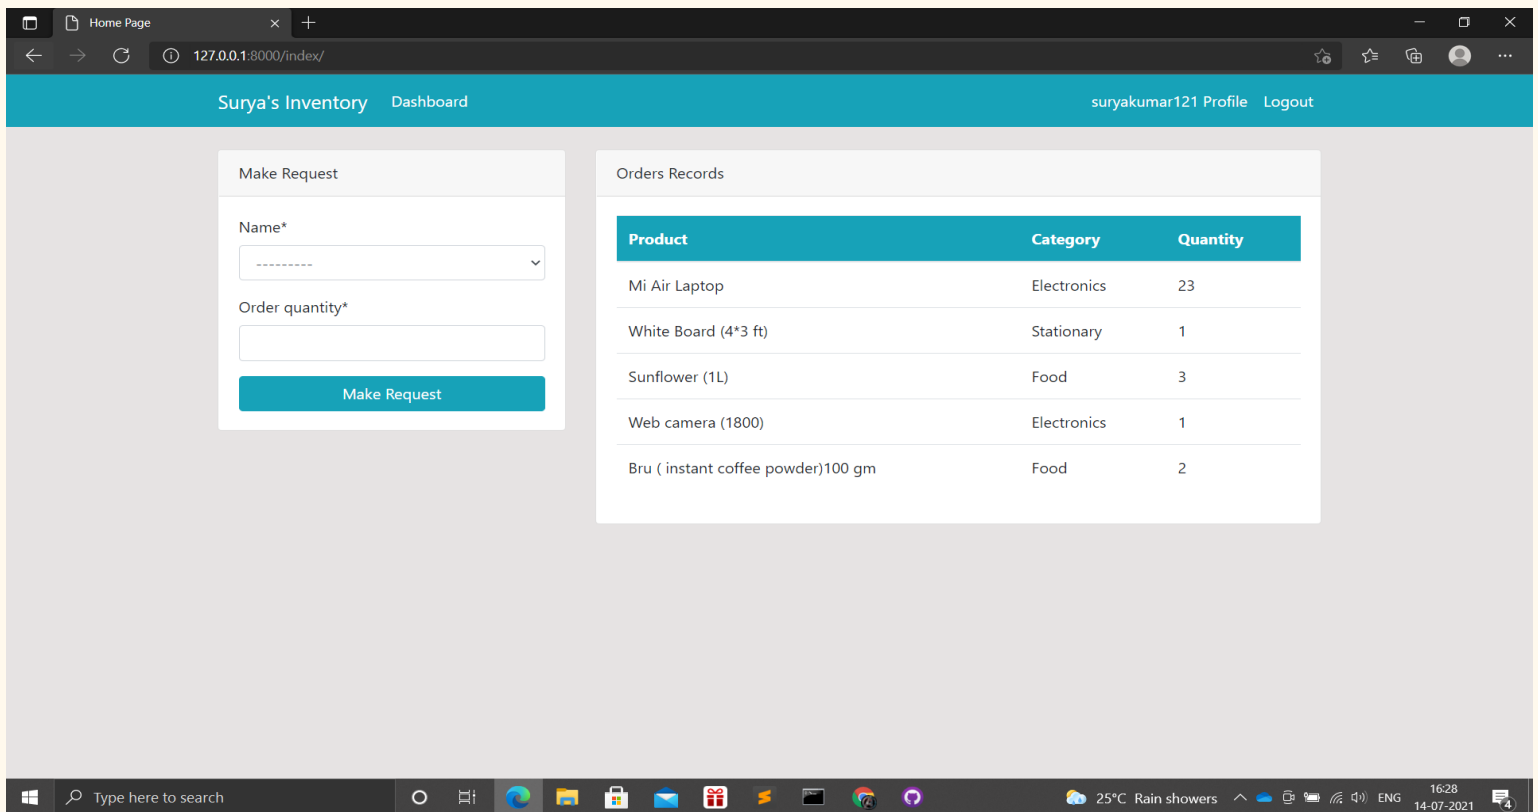 Home Page
127.0.0.1:8000/index/
Surya's Inventory Dashboard suryakumar121 Profile Logout
Make Request
Name*
---------
Order quantity*
Make Request
Orders Records
Product Category Quantity
Mi Air Laptop Electronics 23
White Board (4*3 ft) Stationary 1
Sunflower (1L) Food 3
Web camera (1800) Electronics 1
Bru ( instant coffee powder)100 gm Food 2
Type here to search
25°C Rain showers
ENG
16:28
14-07-2021
4